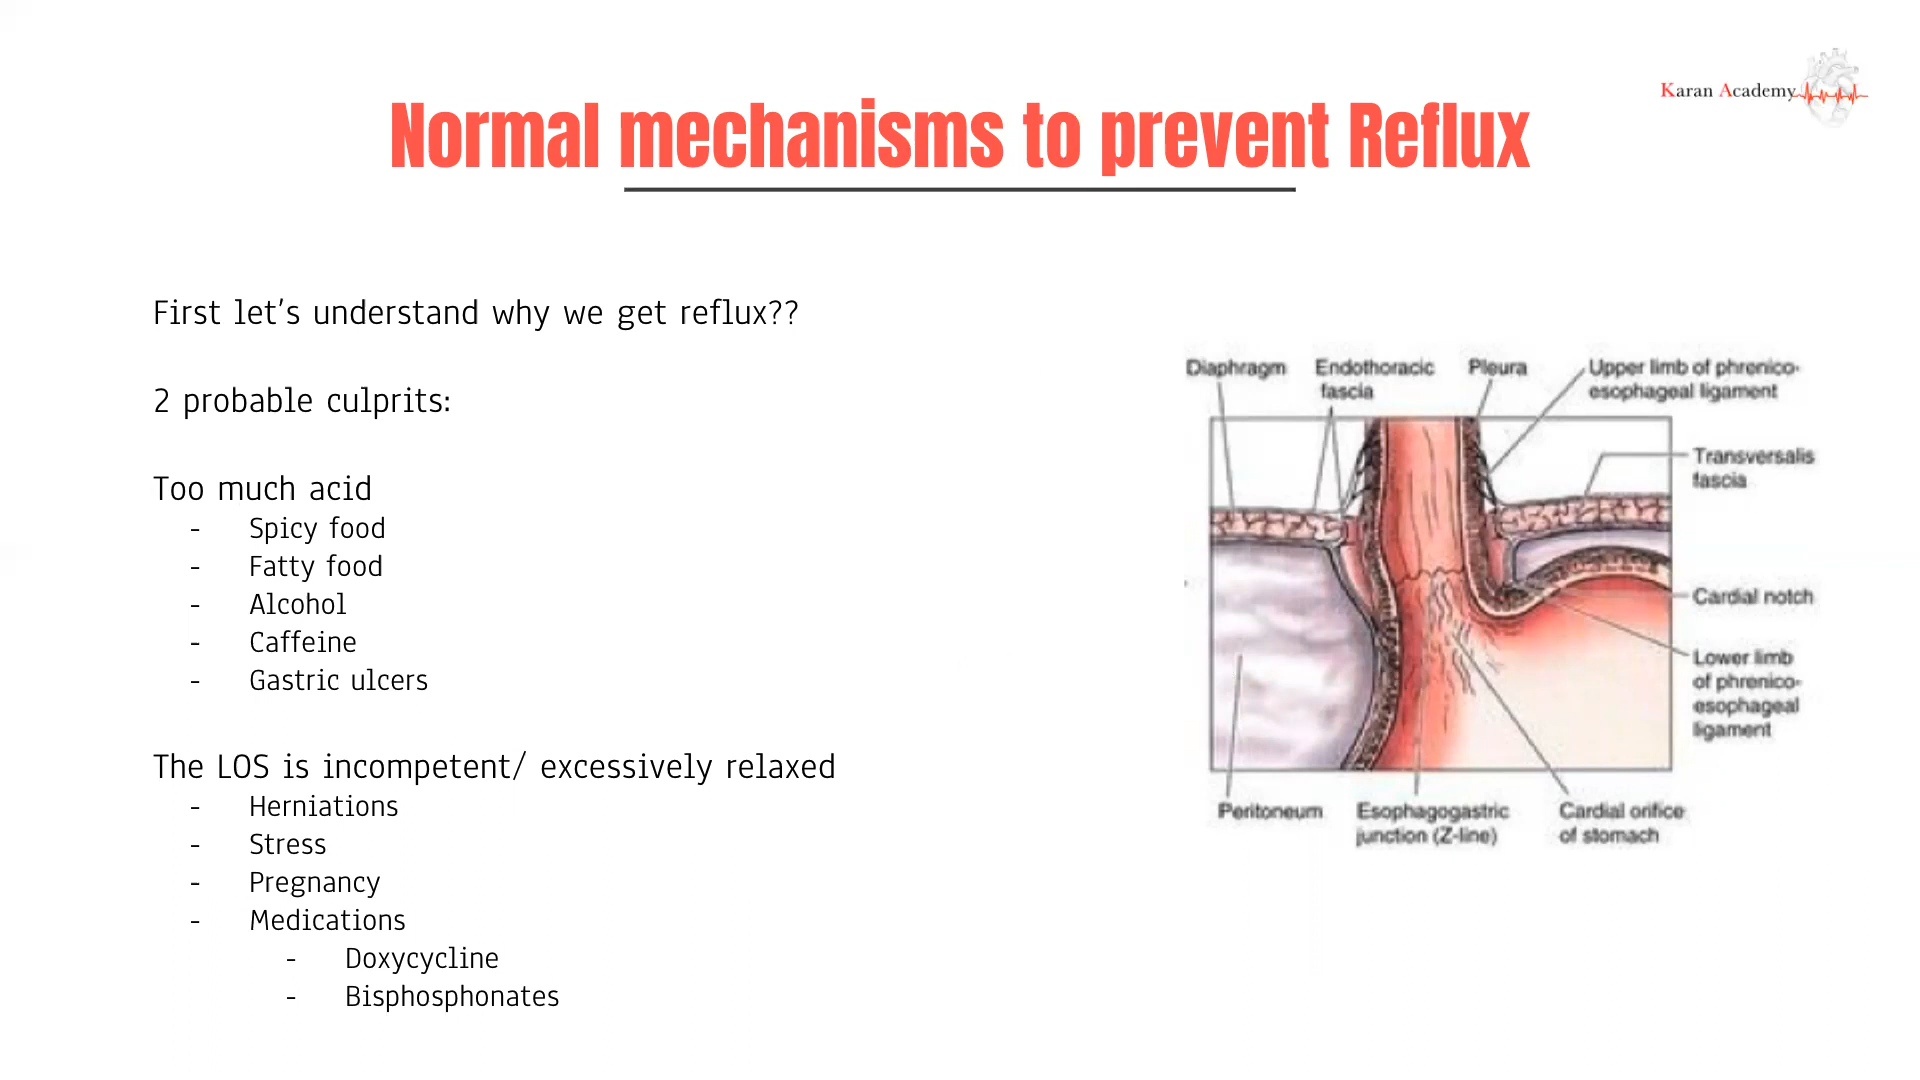 Karan Academy
Normal mechanisms to prevent Reflux
First let's understand why we get reflux??
2 probable culprits:
Too much acid
- Spicy food
- Fatty food
- Alcohol
- Caffeine
- Gastric ulcers
The LOS is incompetent/ excessively relaxed
- Herniations
- Stress
- Pregnancy
- Medications
- Doxycycline
- Bisphosphonates
Diaphragm
Endothoracic
fascia
Pleura
Upper limb of phrenico-
esophageal ligament
Transversalis
fascia
Cardial notch
Lower limb
of phrenico-
esophageal
ligament
Peritoneum
Esophagogastric
junction (Z-line)
Cardial orifice
of stomach